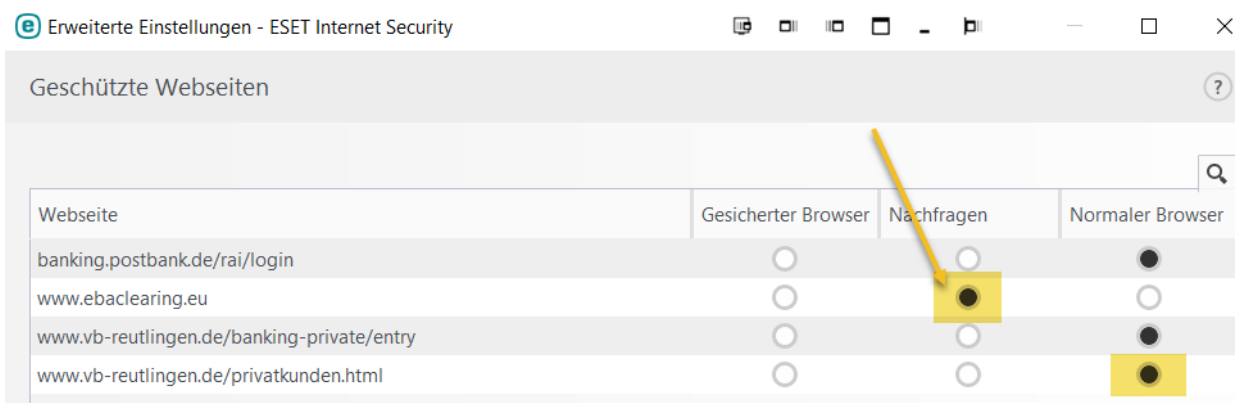 e Erweiterte Einstellungen - ESET Internet Security
Geschützte Webseiten ?
Webseite Gesicherter Browser Nachfragen Normaler Browser
banking.postbank.de/rai/login
www.ebaclearing.eu
www.vb-reutlingen.de/banking-private/entry
www.vb-reutlingen.de/privatkunden.html